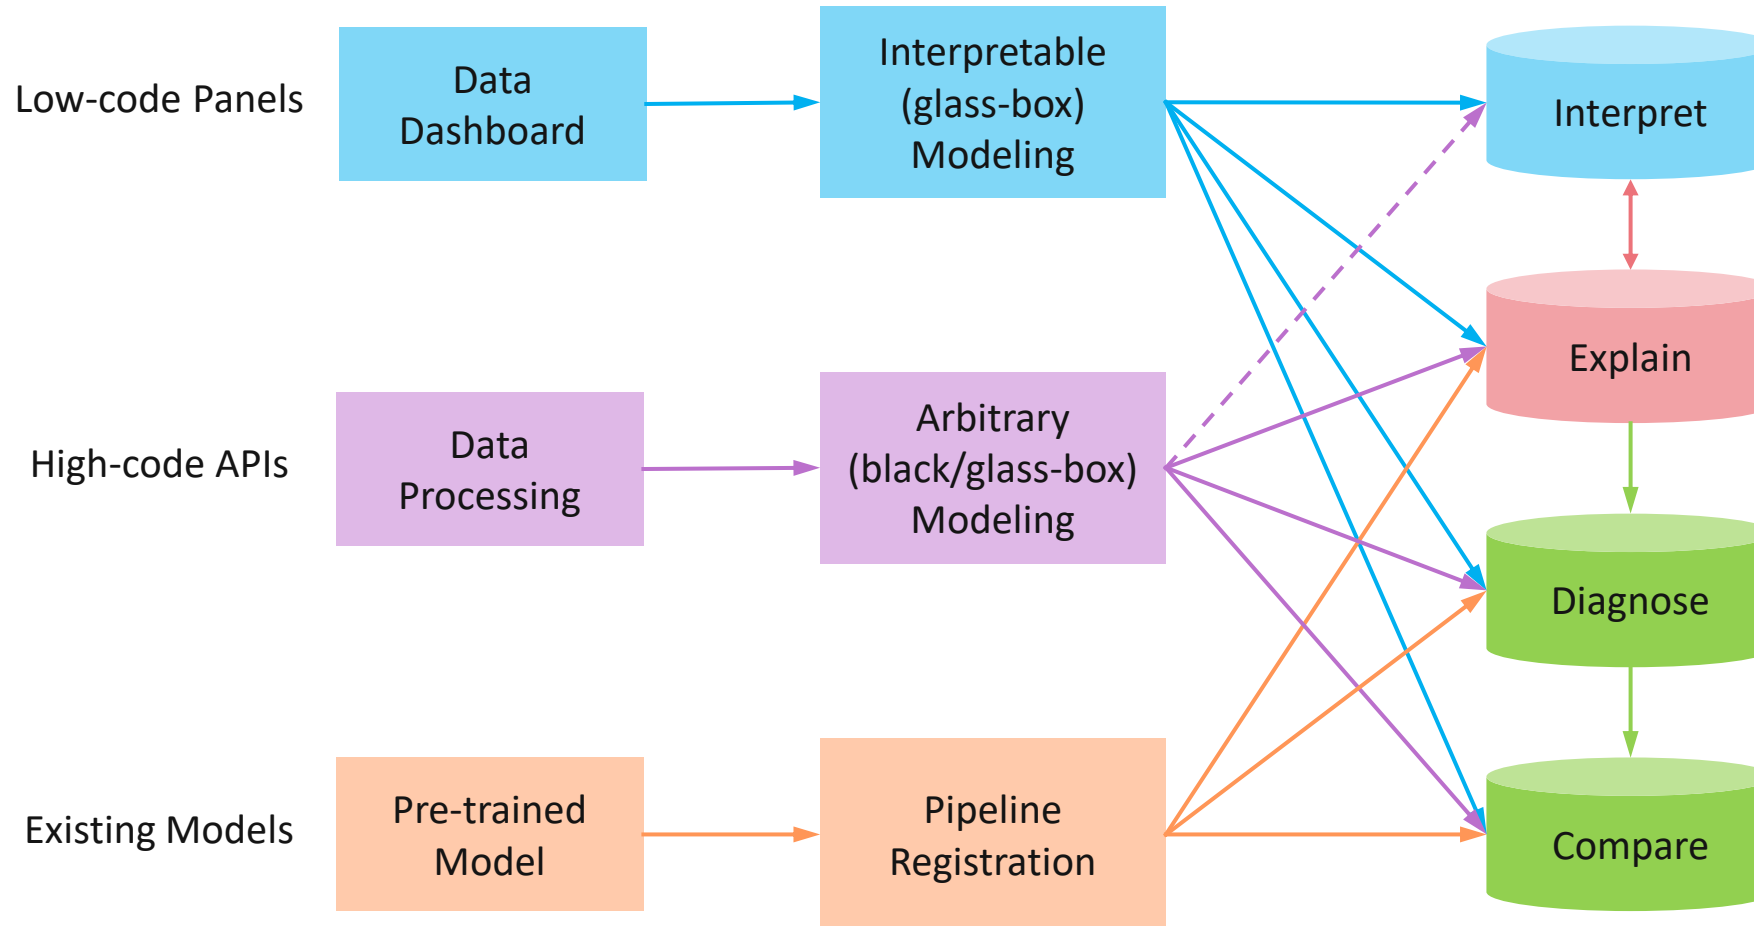 Low-code Panels
Data
Dashboard
Interpretable
(glass-box)
Modeling
Interpret
High-code APIs
Data
Processing
Arbitrary
(black/glass-box)
Modeling
Explain
Diagnose
Existing Models
Pre-trained
Model
Pipeline
Registration
Compare